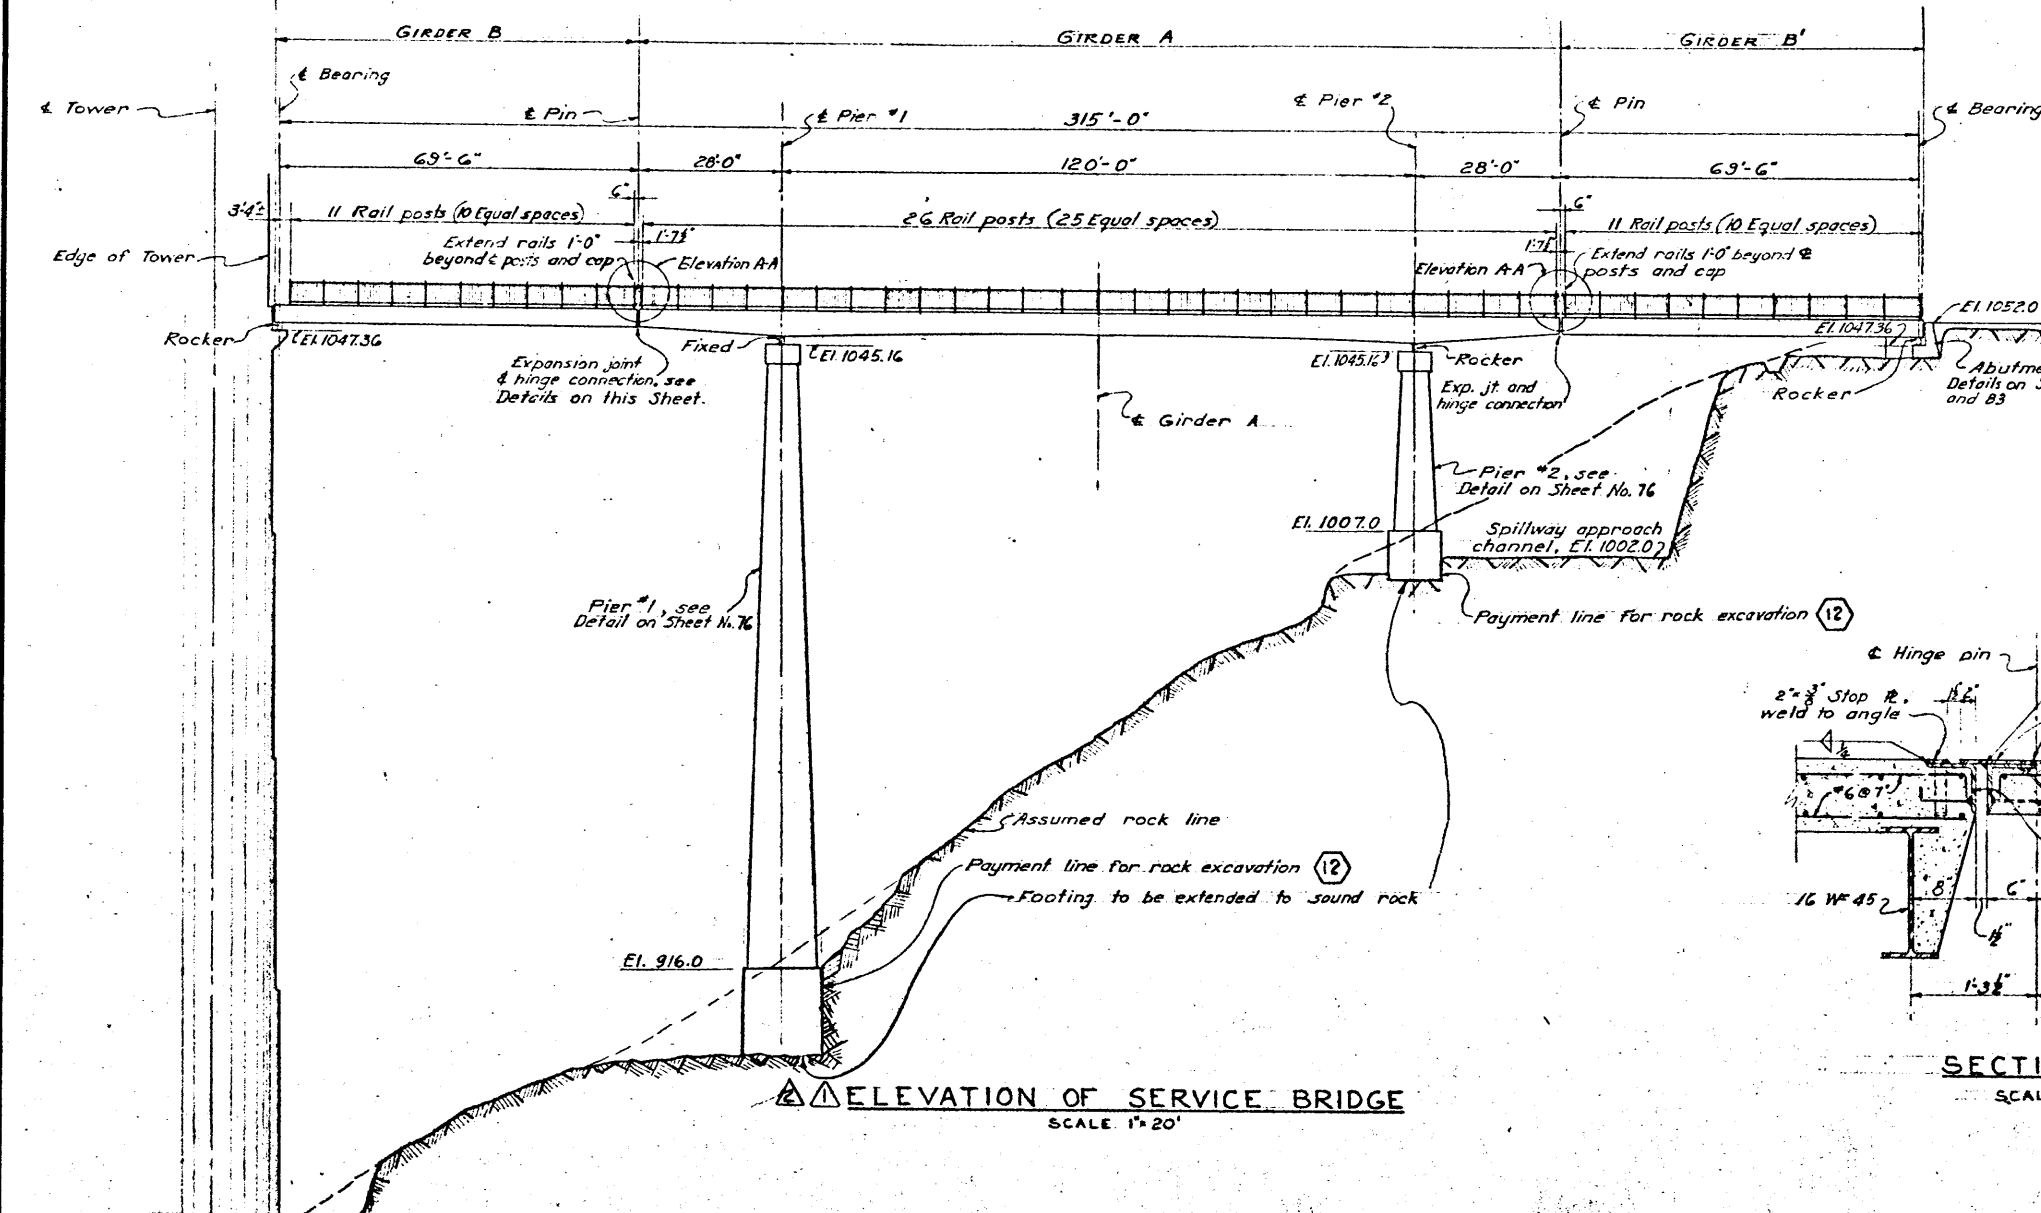 GIRDER B
GIRDER A
GIRDER B'
℄ Bearing
℄ Tower
℄ Pin
℄ Pier #1
315'-0"
℄ Pier #2
℄ Pin
℄ Bearing
69'-6"
28'-0"
120'-0"
28'-0"
69'-6"
6"
6"
3'-4"±
11 Rail posts (10 Equal spaces)
26 Rail posts (25 Equal spaces)
11 Rail posts (10 Equal spaces)
Extend rails 1'-0"
beyond ℄ posts and cap
1'-7½"
Elevation A-A
Edge of Tower
1'-7½"
Elevation A-A
Extend rails 1'-0" beyond ℄
posts and cap
El. 1052.0
Rocker
El. 1047.36
Fixed
El. 1045.16
El. 1045.16
Rocker
El. 1047.36
Expansion joint
& hinge connection, see
Details on this Sheet.
Exp. jt. and
hinge connection
Rocker
Abutme
Details on S
and 83
℄ Girder A
Pier #2, see
Detail on Sheet No. 76
El. 1007.0
Spillway approach
channel, El. 1002.0
Pier #1, see
Detail on Sheet No. 76
Payment line for rock excavation 12
℄ Hinge pin
2" x ⅜" Stop ℞.
weld to angle
1½" 2"
¼
#6@7"
Assumed rock line
Payment line for rock excavation 12
Footing to be extended to sound rock
16 WF 45
8"
6"
1½"
El. 916.0
1'-3½"
2 1 ELEVATION OF SERVICE BRIDGE
SCALE 1"=20'
SECTI
SCAL